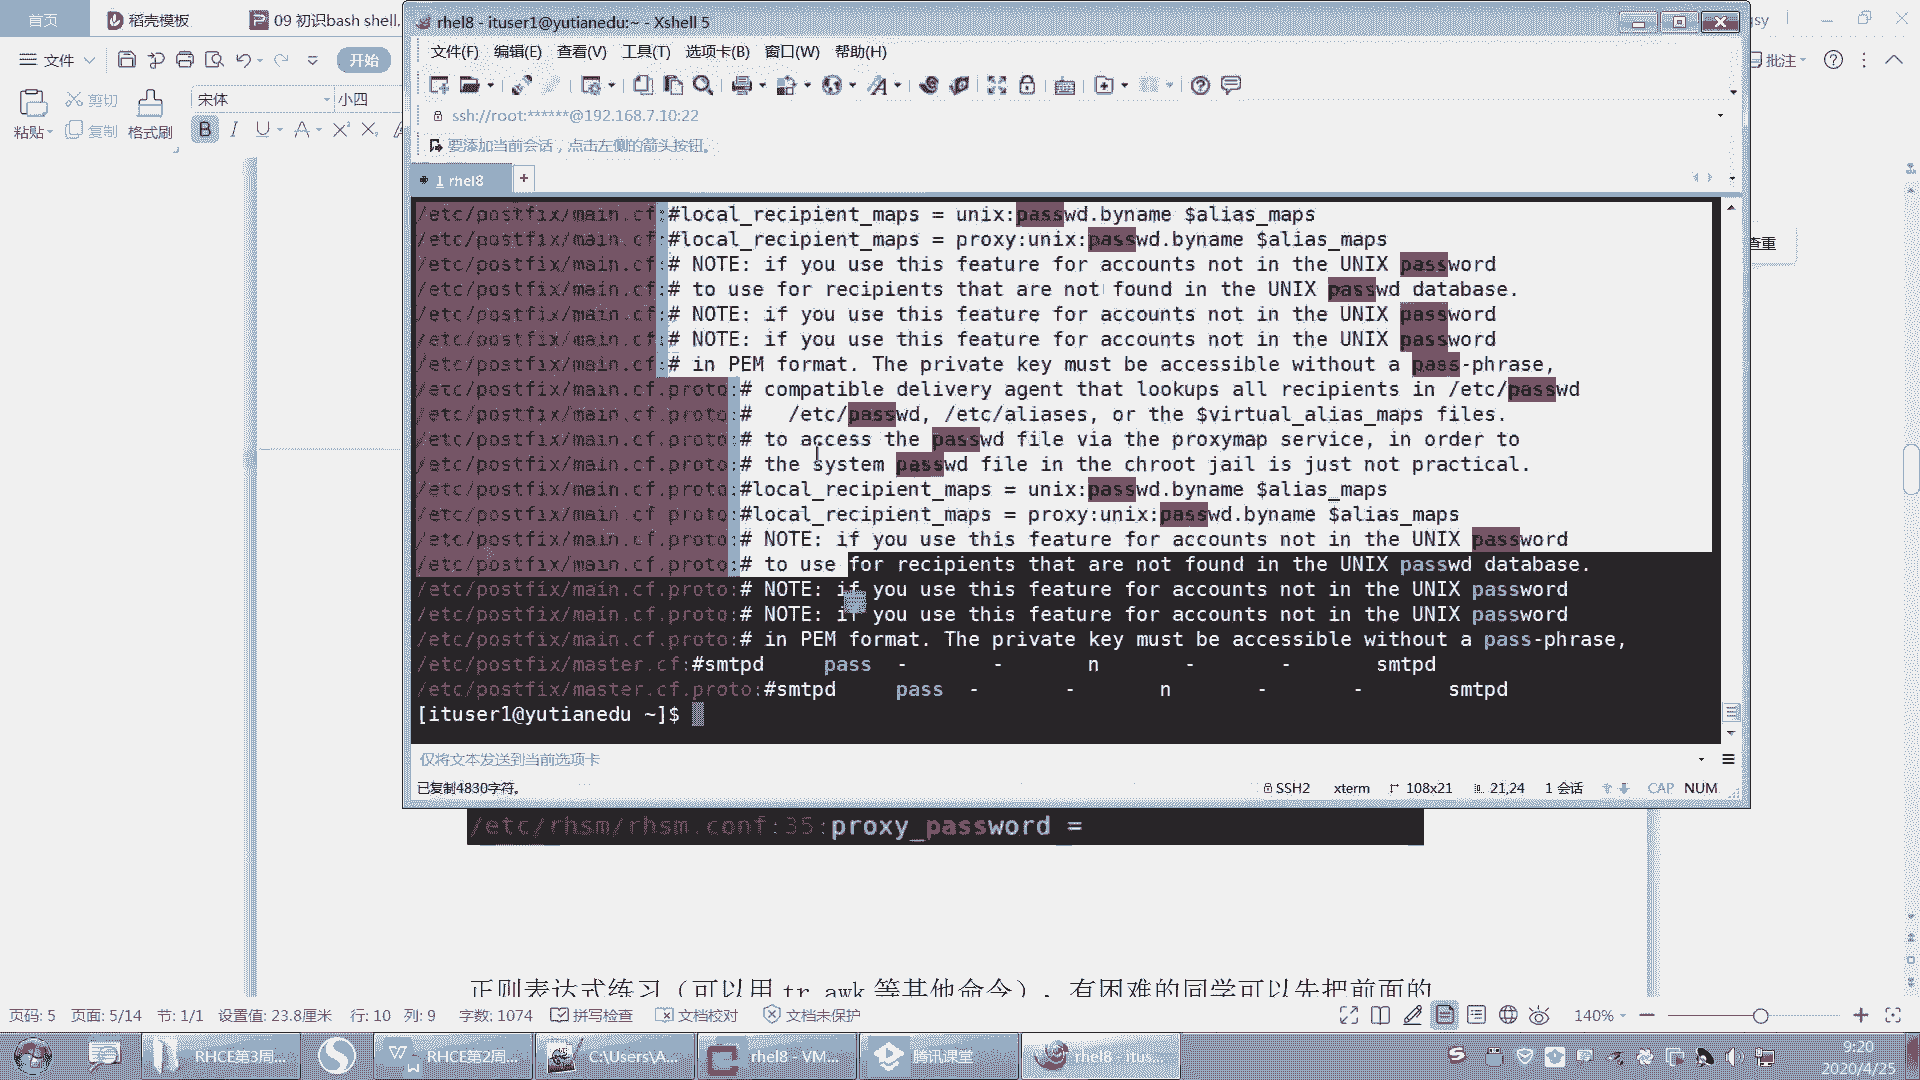 首页
稻壳模板
09 初识bash shell.
文件
开始
粘贴
剪切
复制
格式刷
宋体
小四
批注
查重
rhel8 - ituser1@yutianedu:~ - Xshell 5
文件(F) 编辑(E) 查看(V) 工具(T) 选项卡(B) 窗口(W) 帮助(H)
ssh://root:******@192.168.7.10:22
要添加当前会话，点击左侧的箭头按钮。
1 rhel8
/etc/postfix/main.cf:#local_recipient_maps = unix:passwd.byname $alias_maps
/etc/postfix/main.cf:#local_recipient_maps = proxy:unix:passwd.byname $alias_maps
/etc/postfix/main.cf:# NOTE: if you use this feature for accounts not in the UNIX password
/etc/postfix/main.cf:# to use for recipients that are not found in the UNIX passwd database.
/etc/postfix/main.cf:# NOTE: if you use this feature for accounts not in the UNIX password
/etc/postfix/main.cf:# NOTE: if you use this feature for accounts not in the UNIX password
/etc/postfix/main.cf:# in PEM format. The private key must be accessible without a pass-phrase,
/etc/postfix/main.cf.proto:# compatible delivery agent that lookups all recipients in /etc/passwd
/etc/postfix/main.cf.proto:#   /etc/passwd, /etc/aliases, or the $virtual_alias_maps files.
/etc/postfix/main.cf.proto:# to access the passwd file via the proxymap service, in order to
/etc/postfix/main.cf.proto:# the system passwd file in the chroot jail is just not practical.
/etc/postfix/main.cf.proto:#local_recipient_maps = unix:passwd.byname $alias_maps
/etc/postfix/main.cf.proto:#local_recipient_maps = proxy:unix:passwd.byname $alias_maps
/etc/postfix/main.cf.proto:# NOTE: if you use this feature for accounts not in the UNIX password
/etc/postfix/main.cf.proto:# to use for recipients that are not found in the UNIX passwd database.
/etc/postfix/main.cf.proto:# NOTE: if you use this feature for accounts not in the UNIX password
/etc/postfix/main.cf.proto:# NOTE: if you use this feature for accounts not in the UNIX password
/etc/postfix/main.cf.proto:# in PEM format. The private key must be accessible without a pass-phrase,
/etc/postfix/master.cf:#smtpd     pass  -       -       n       -       -       smtpd
/etc/postfix/master.cf.proto:#smtpd     pass  -       -       n       -       -       smtpd
[ituser1@yutianedu ~]$
仅将文本发送到当前选项卡
已复制4830字符。 SSH2 xterm 108x21 21,24 1 会话 CAP NUM
/etc/rhsm/rhsm.conf:35:proxy_password =
正则表达式练习（可以用 tr awk 等其他命令），有困难的同学可以先把前面的
页码: 5 页面: 5/14 节: 1/1 设置值: 23.8厘米 行: 10 列: 9 字数: 1074 拼写检查 文档校对 文档未保护 140%
RHCE第3周... RHCE第2周... C:\Users\A... rhel8 - VM... 腾讯课堂 rhel8 - itus... 9:20
2020/4/25